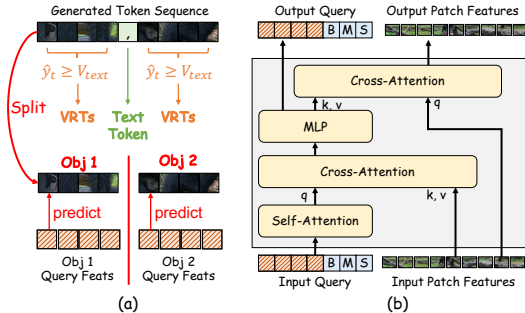 Generated Token Sequence
,
ŷt ≥ Vtext
ŷt ≥ Vtext
Split
VRTs
Text
Token
VRTs
Obj 1
Obj 2
predict
predict
Obj 1
Query Feats
Obj 2
Query Feats
(a)
Output Query
Output Patch Features
B M S
Cross-Attention
k, v
q
MLP
Cross-Attention
q
k, v
Self-Attention
B M S
Input Query
Input Patch Features
(b)